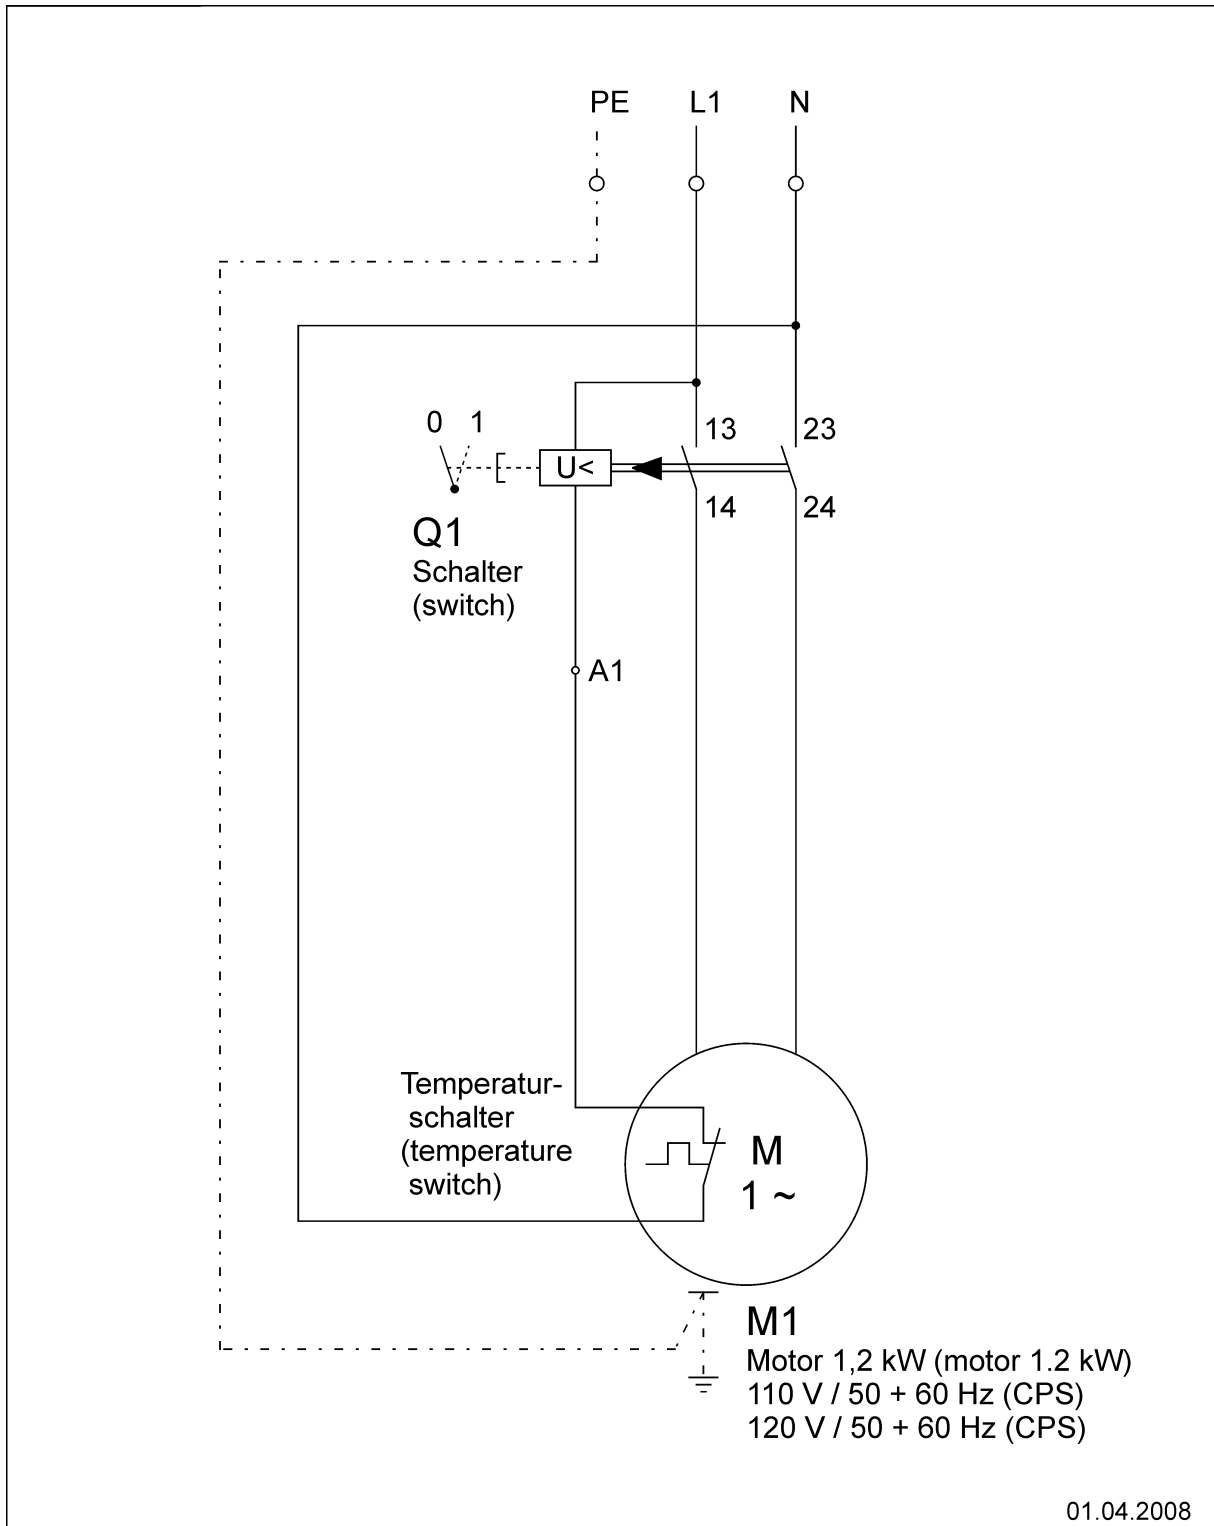 PE L1 N
0 1
13 23
U<
14 24
Q1
Schalter
(switch)
A1
Temperatur-
schalter
(temperature
switch)
M
1 ~
M1
Motor 1,2 kW (motor 1.2 kW)
110 V / 50 + 60 Hz (CPS)
120 V / 50 + 60 Hz (CPS)
01.04.2008